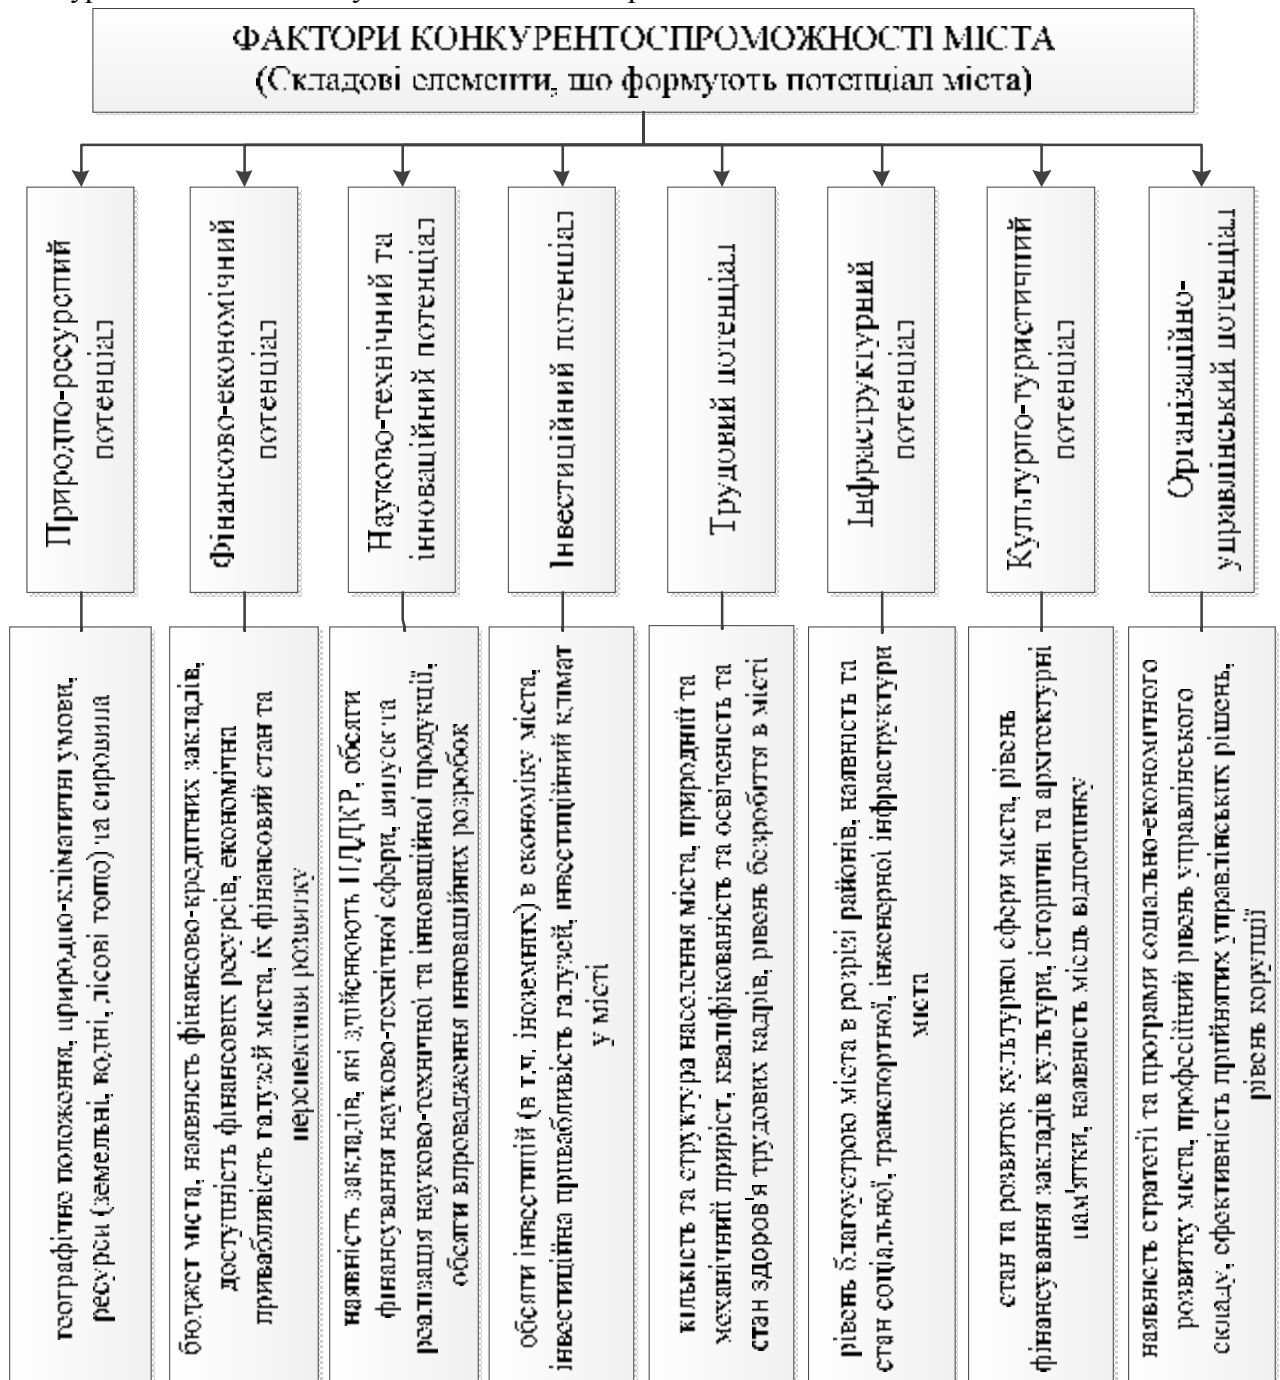 ФАКТОРИ КОНКУРЕНТОСПРОМОЖНОСТІ МІСТА
(Складові елементи, що формують потенціал міста)
Природно-ресурсний
потенціал
Фінансово-економічний
потенціал
Науково-технічний та
інноваційний потенціал
Інвестиційний потенціал
Трудовий потенціал
Інфраструктурний
потенціал
Культурно-туристичний
потенціал
Організаційно-
управлінський потенціал
географічне положення, природно-кліматичні умови,
ресурси (земельні, водні, лісові тощо) та сировина
бюджет міста, наявність фінансово-кредитних закладів,
доступність фінансових ресурсів, економічна
привабливість галузей міста, їх фінансовий стан та
перспективи розвитку
наявність закладів, які здійснюють НДДКР, обсяги
фінансування науково-технічної сфери, випуск та
реалізація науково-технічної та інноваційної продукції,
обсяги впровадження інноваційних розробок
обсяги інвестицій (в т.ч. іноземних) в економіку міста,
інвестиційна привабливість галузей, інвестиційний клімат
у місті
кількість та структура населення міста, природний та
механічний приріст, кваліфікованість та освіченість та
стан здоров'я трудових кадрів, рівень безробіття в місті
рівень благоустрою міста в розрізі районів, наявність та
стан соціальної, транспортної, інженерної інфраструктури
міста
стан та розвиток культурної сфери міста, рівень
фінансування закладів культури, історичні та архітектурні
пам'ятки, наявність місць відпочинку
наявність стратегії та програми соціально-економічного
розвитку міста, професійний рівень управлінського
складу, ефективність прийнятих управлінських рішень,
рівень корупції